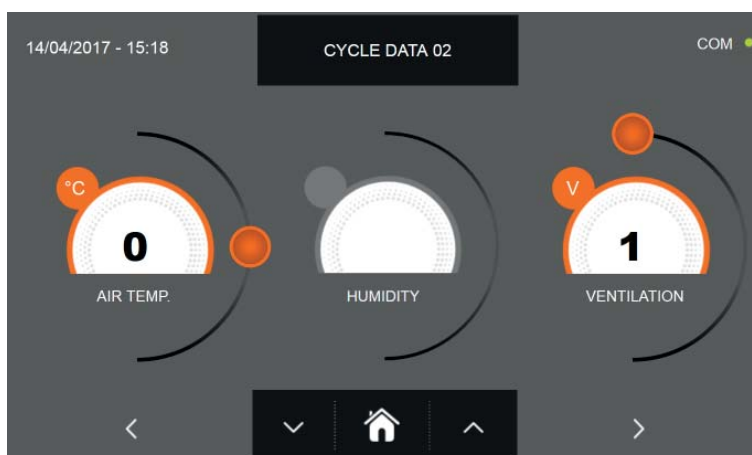 14/04/2017 - 15:18
CYCLE DATA 02
COM
°C
V
0
1
AIR TEMP.
HUMIDITY
VENTILATION